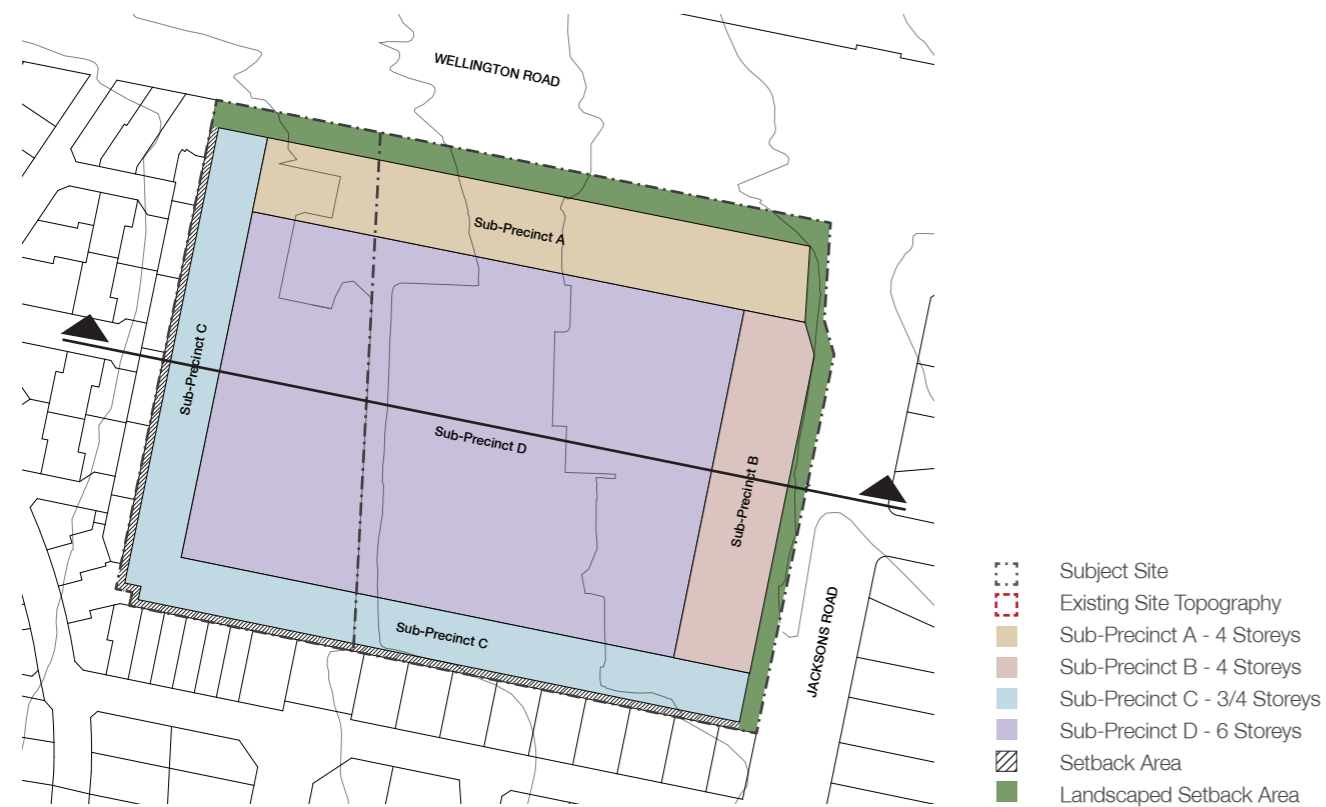 WELLINGTON ROAD
Sub-Precinct A
Sub-Precinct C
Sub-Precinct D
Sub-Precinct B
Sub-Precinct C
JACKSONS ROAD
Subject Site
Existing Site Topography
Sub-Precinct A - 4 Storeys
Sub-Precinct B - 4 Storeys
Sub-Precinct C - 3/4 Storeys
Sub-Precinct D - 6 Storeys
Setback Area
Landscaped Setback Area